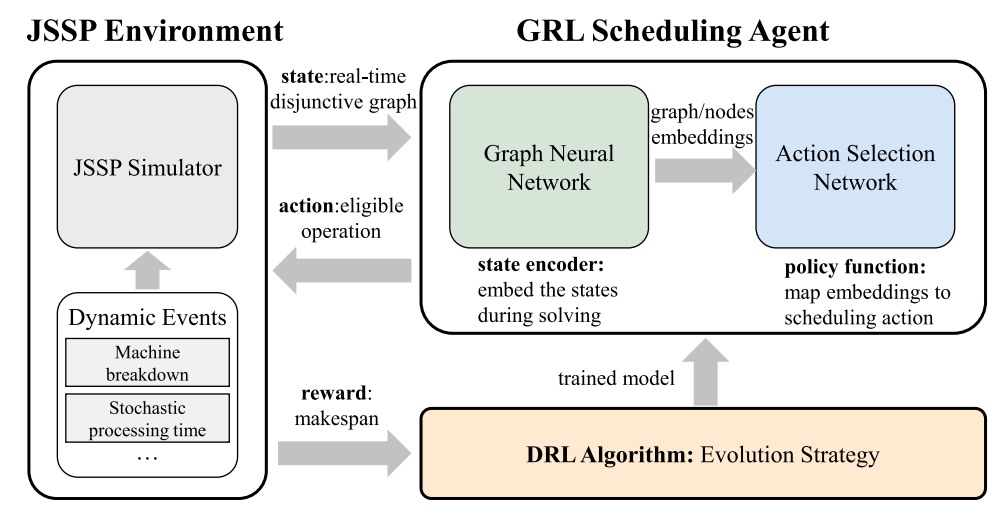 JSSP Environment
GRL Scheduling Agent
JSSP Simulator
Dynamic Events
Machine
breakdown
Stochastic
processing time
...
state:real-time
disjunctive graph
action:eligible
operation
reward:
makespan
Graph Neural
Network
graph/nodes
embeddings
Action Selection
Network
state encoder:
embed the states
during solving
policy function:
map embeddings to
scheduling action
trained model
DRL Algorithm: Evolution Strategy